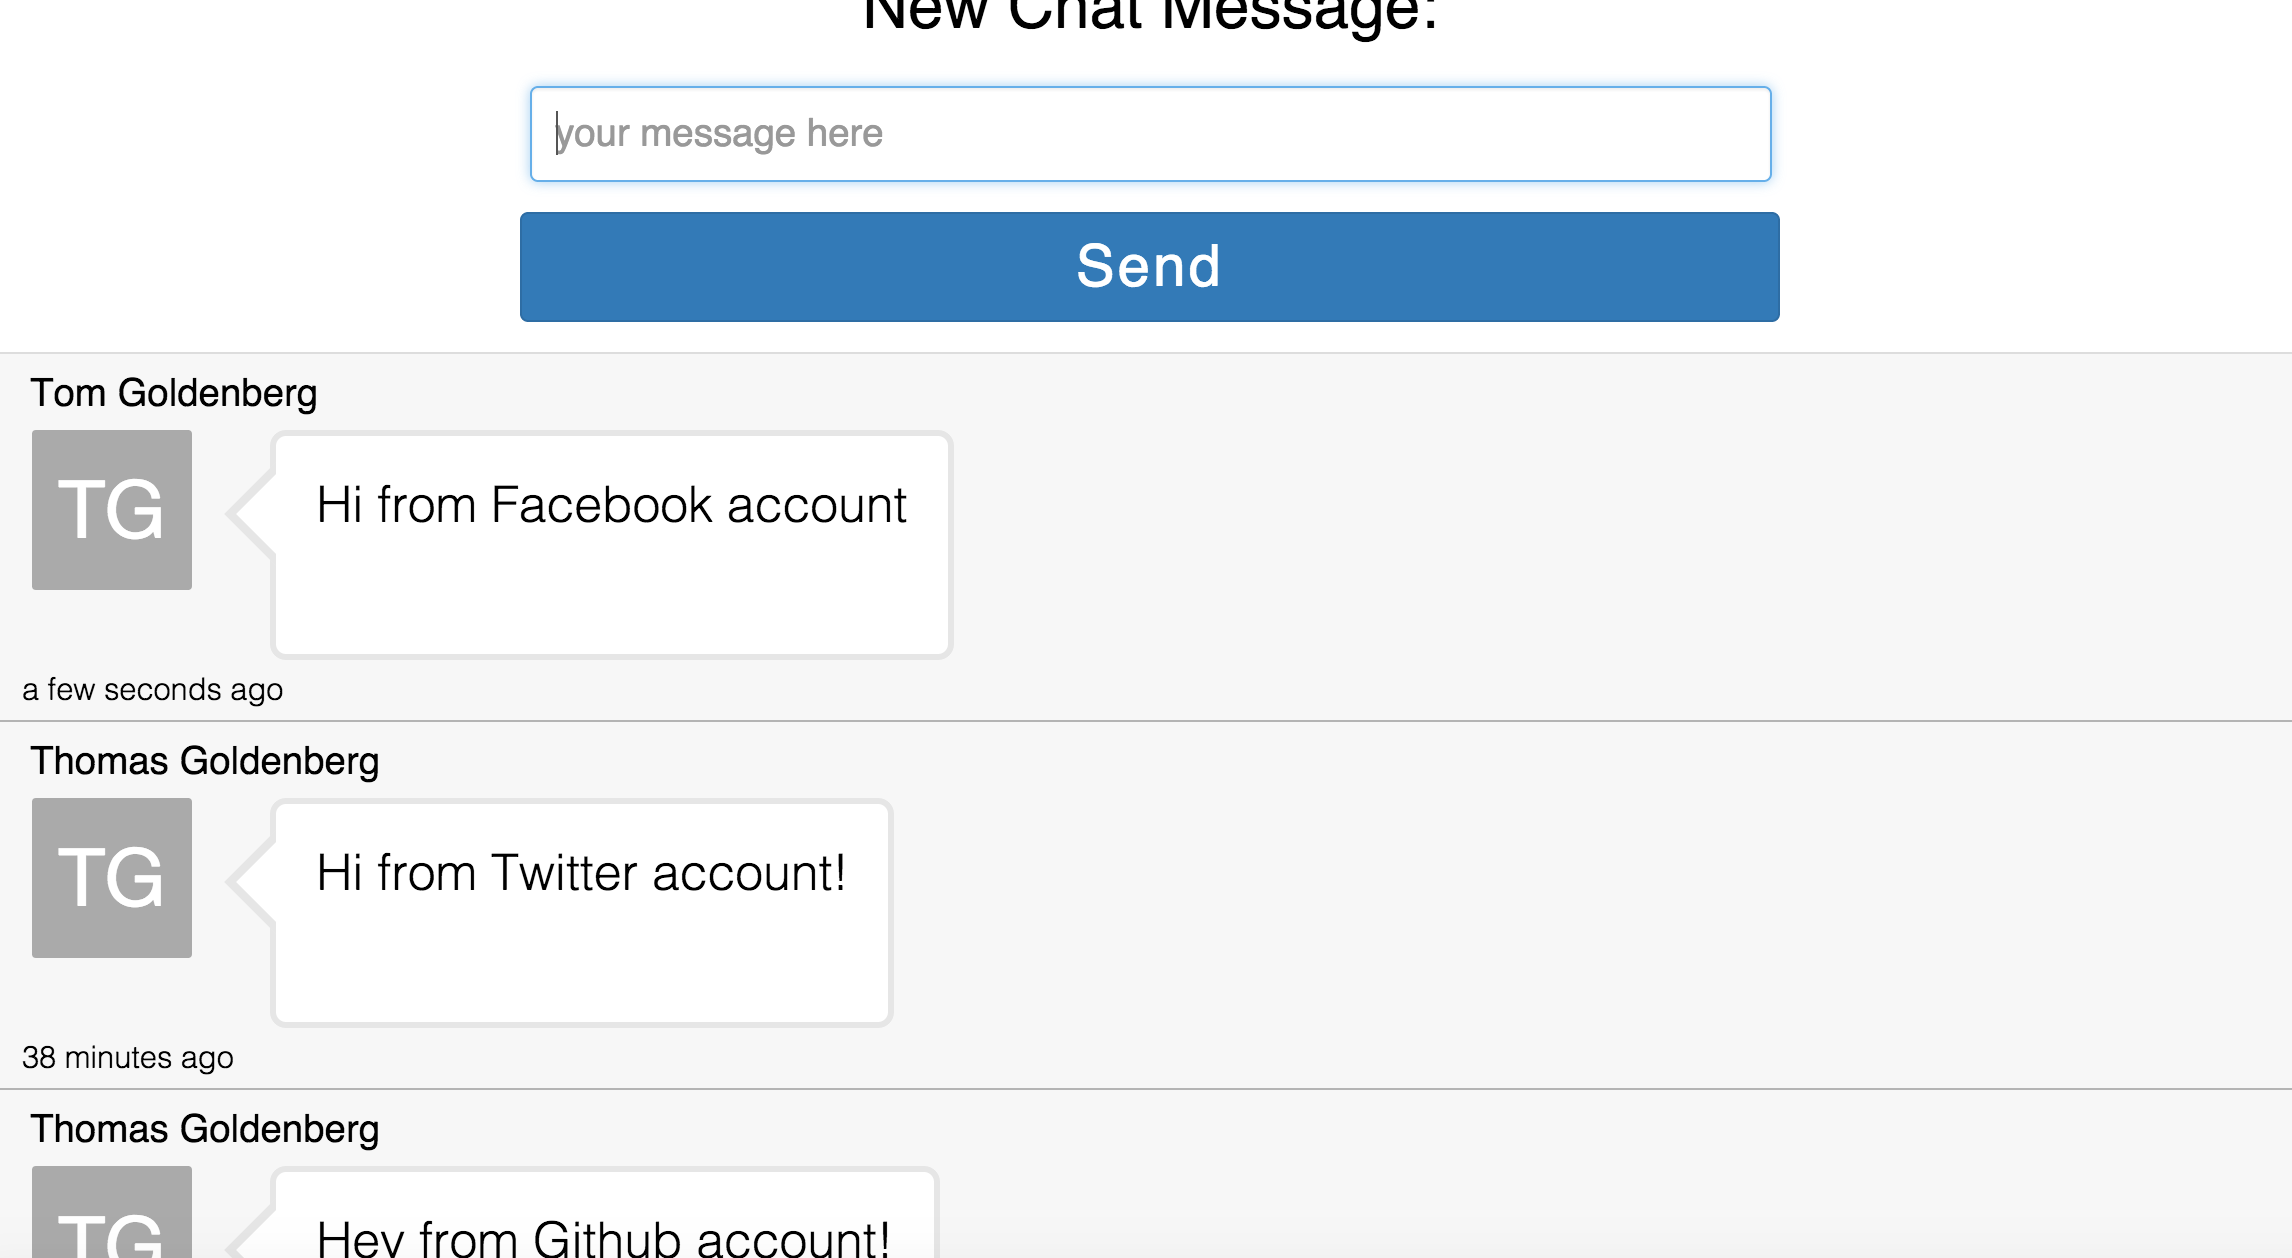 New Chat Message:
your message here
Send
Tom Goldenberg
TG
Hi from Facebook account
a few seconds ago
Thomas Goldenberg
TG
Hi from Twitter account!
38 minutes ago
Thomas Goldenberg
TG
Hey from Github account!